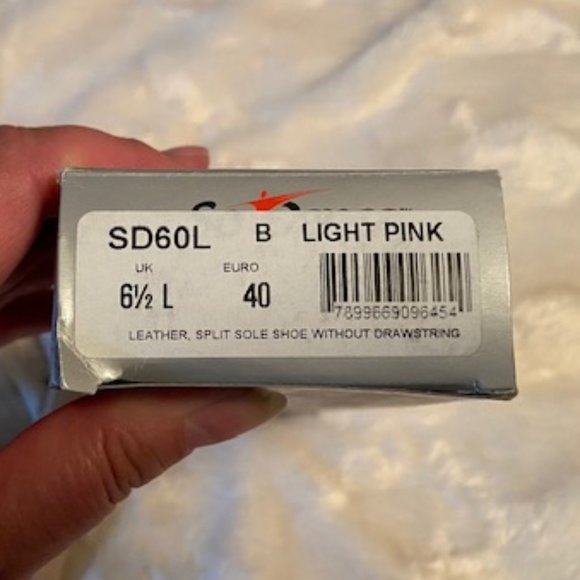 SD60L B LIGHT PINK
UK EURO
6½ L 40
7899669096454
LEATHER, SPLIT SOLE SHOE WITHOUT DRAWSTRING